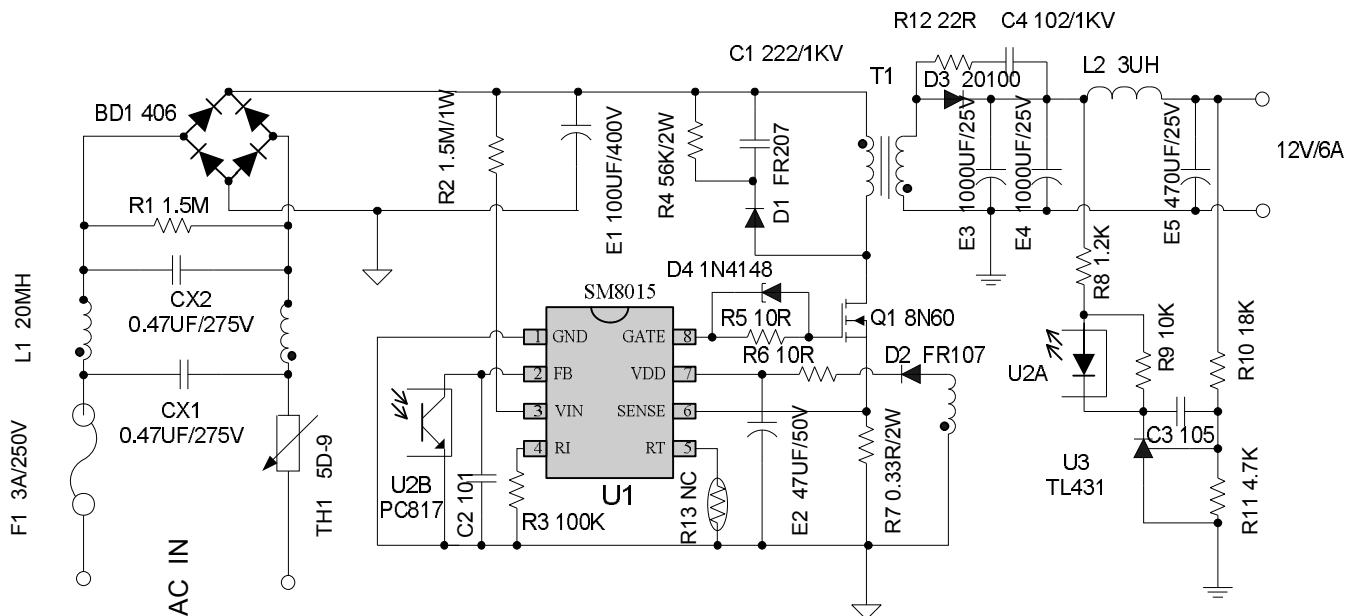 R12 22R
C4 102/1KV
C1 222/1KV
T1
D3 20100
L2 3UH
BD1 406
R2 1.5M/1W
E1 100UF/400V
R4 56K/2W
D1 FR207
E3 1000UF/25V
E4 1000UF/25V
E5 470UF/25V
12V/6A
R1 1.5M
CX2
0.47UF/275V
L1 20MH
D4 1N4148
R8 1.2K
SM8015
R5 10R
Q1 8N60
1 GND
GATE 8
R6 10R
D2 FR107
U2A
R9 10K
R10 18K
2 FB
VDD 7
3 VIN
SENSE 6
4 RI
RT 5
CX1
0.47UF/275V
C3 105
U3
TL431
R11 4.7K
F1 3A/250V
TH1 5D-9
U2B
PC817
C2 101
R3 100K
U1
R13 NC
E2 47UF/50V
R7 0.33R/2W
AC IN